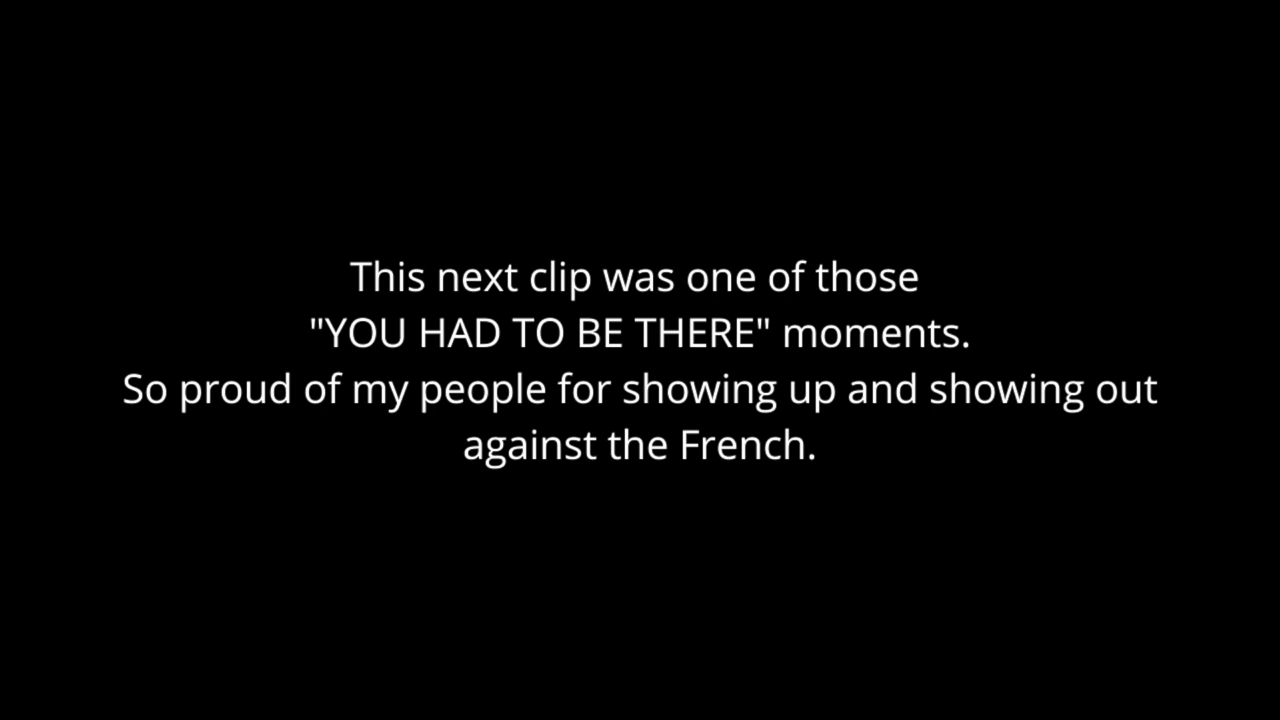 This next clip was one of those
"YOU HAD TO BE THERE" moments.
So proud of my people for showing up and showing out
against the French.